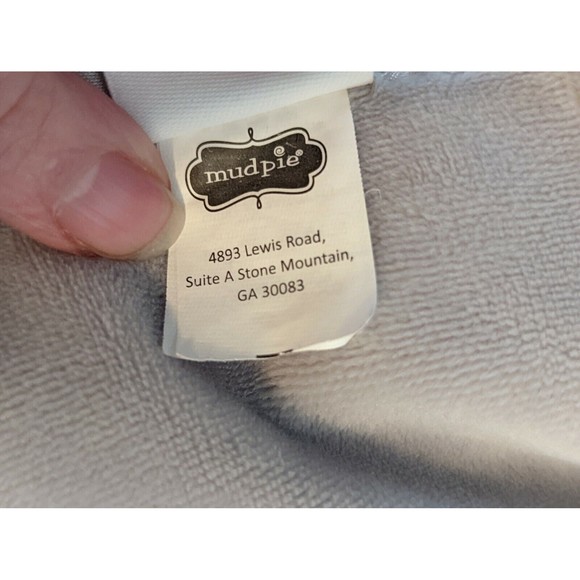 mudpie®
4893 Lewis Road,
Suite A Stone Mountain,
GA 30083